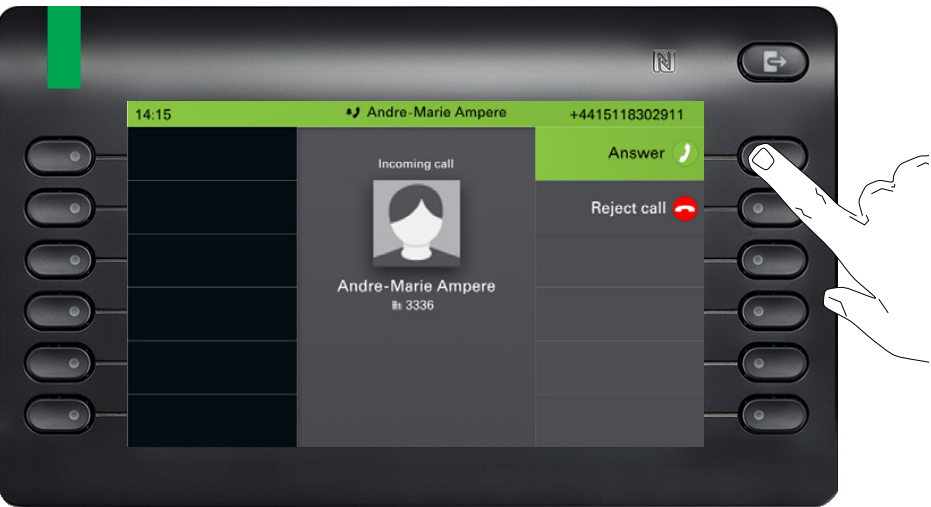 14:15
Andre-Marie Ampere
+4415118302911
Incoming call
Answer
Reject call
Andre-Marie Ampere
3336